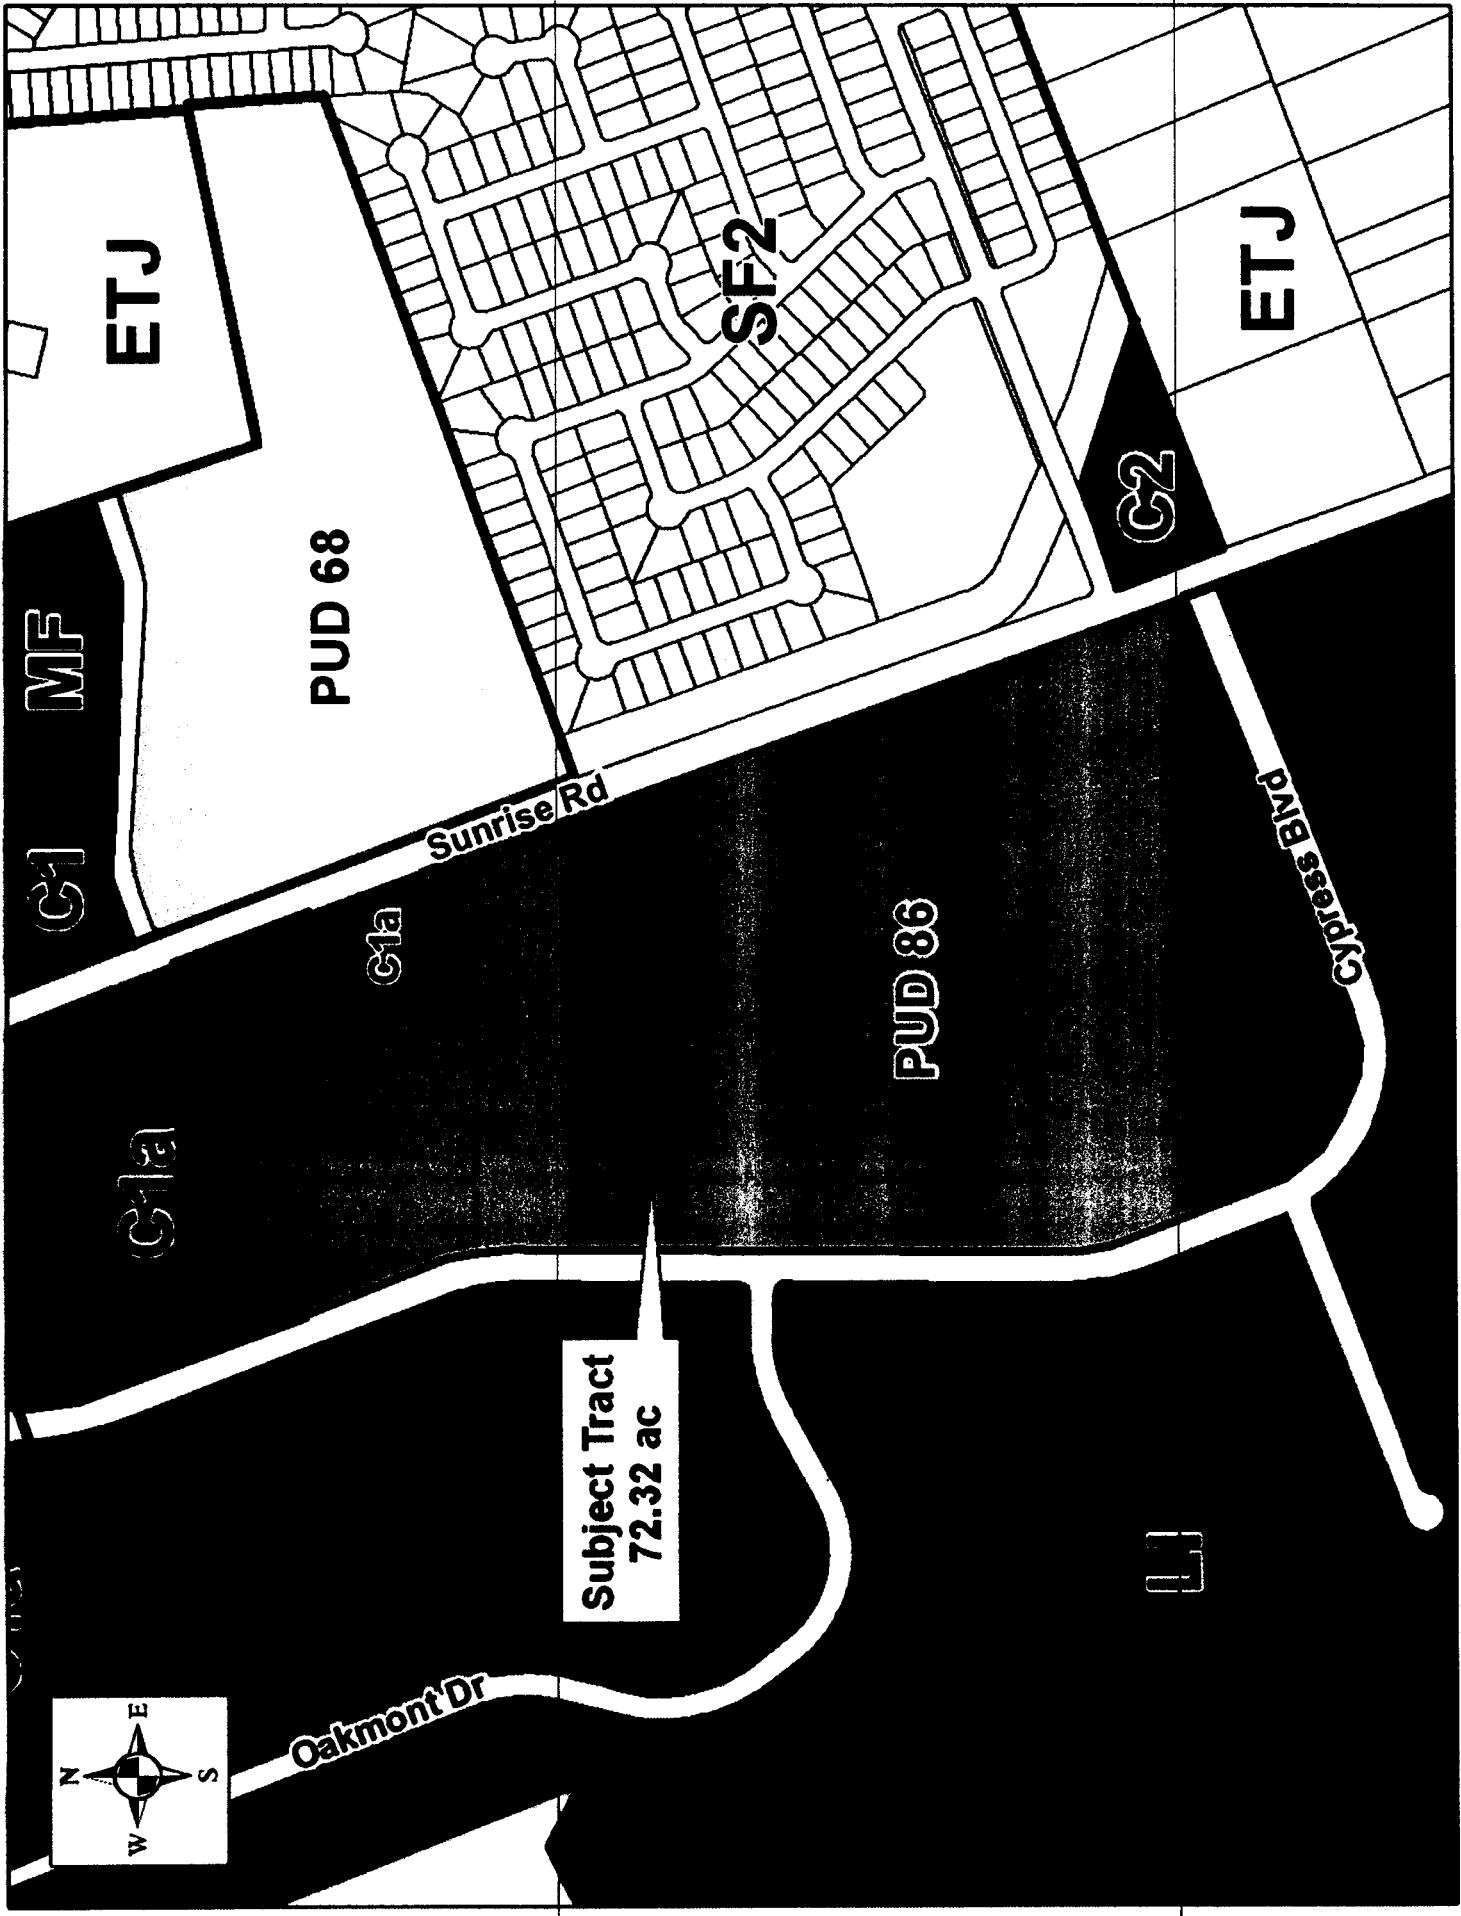 C1
MF
N
W
E
S
ETJ
C1a
PUD 68
Oakmont Dr
C1a
Sunrise Rd
Subject Tract
72.32 ac
SF2
PUD 86
LI
C2
ETJ
Cypress Blvd